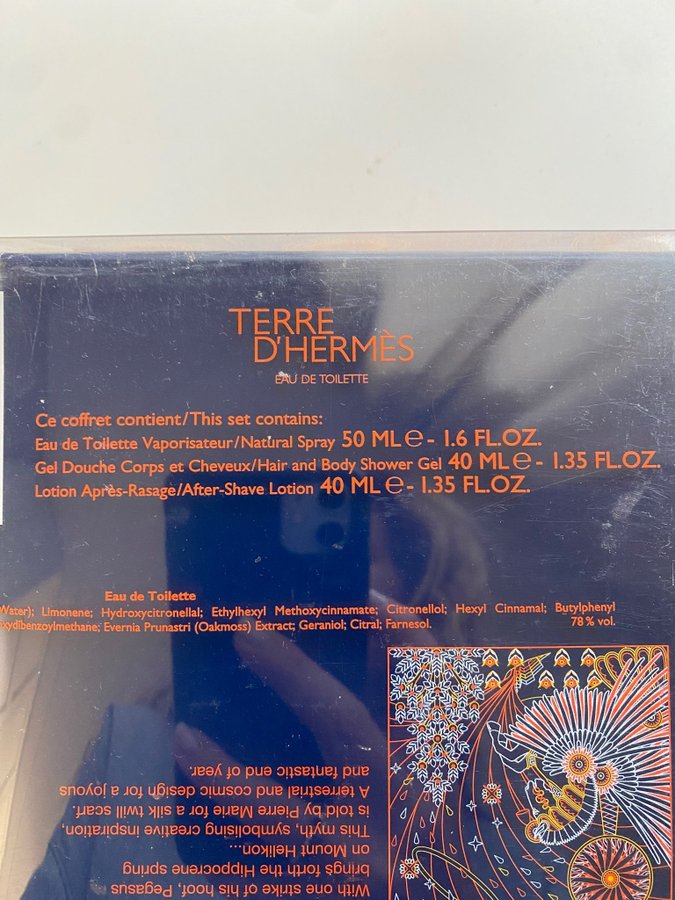 TERRE
D'HERMÈS
EAU DE TOILETTE
Ce coffret contient/This set contains:
Eau de Toilette Vaporisateur/Natural Spray 50 ML ℮ - 1.6 FL.OZ.
Gel Douche Corps et Cheveux/Hair and Body Shower Gel 40 ML ℮ - 1.35 FL.OZ.
Lotion Après-Rasage/After-Shave Lotion 40 ML ℮ - 1.35 FL.OZ.
Eau de Toilette
Water); Limonene; Hydroxycitronellal; Ethylhexyl Methoxycinnamate; Citronellol; Hexyl Cinnamal; Butylphenyl
oxydibenzoylmethane; Evernia Prunastri (Oakmoss) Extract; Geraniol; Citral; Farnesol. 78 % vol.
With one strike of his hoof, Pegasus
brings forth the Hippocrene spring
on Mount Helikon...
This myth, symbolising creative inspiration,
is told by Pierre Marie for a silk twill scarf.
A terrestrial and cosmic design for a joyous
and fantastic end of year.